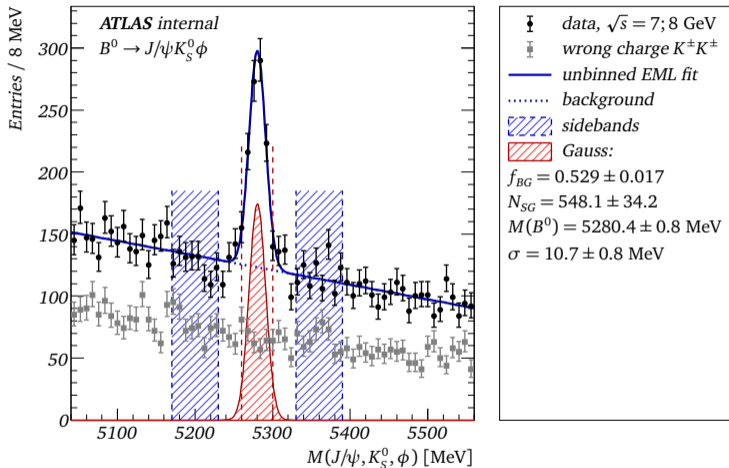 ATLAS internal
B⁰ → J/ψK⁰_Sϕ
Entries / 8 MeV
300
250
200
150
100
50
0
5100
5200
5300
5400
5500
M(J/ψ, K⁰_S, ϕ) [MeV]
data, √s = 7; 8 GeV
wrong charge K^±K^±
unbinned EML fit
background
sidebands
Gauss:
f_BG = 0.529 ± 0.017
N_SG = 548.1 ± 34.2
M(B⁰) = 5280.4 ± 0.8 MeV
σ = 10.7 ± 0.8 MeV